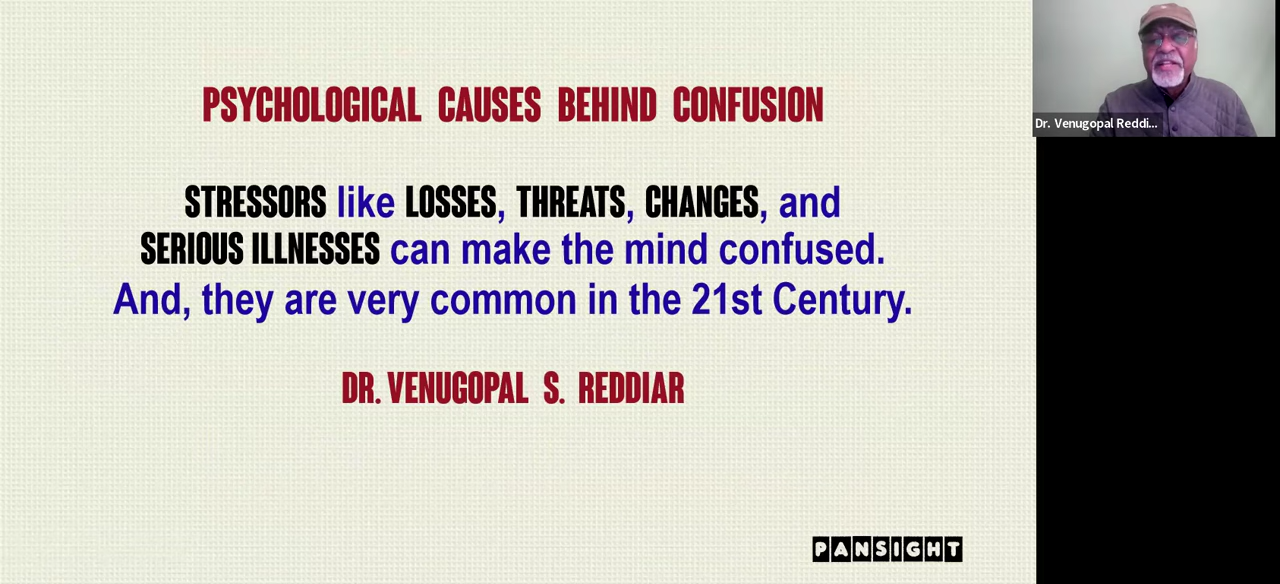 PSYCHOLOGICAL CAUSES BEHIND CONFUSION
STRESSORS like LOSSES, THREATS, CHANGES, and
SERIOUS ILLNESSES can make the mind confused.
And, they are very common in the 21st Century.
DR. VENUGOPAL S. REDDIAR
PANSIGHT
Dr. Venugopal Reddi...